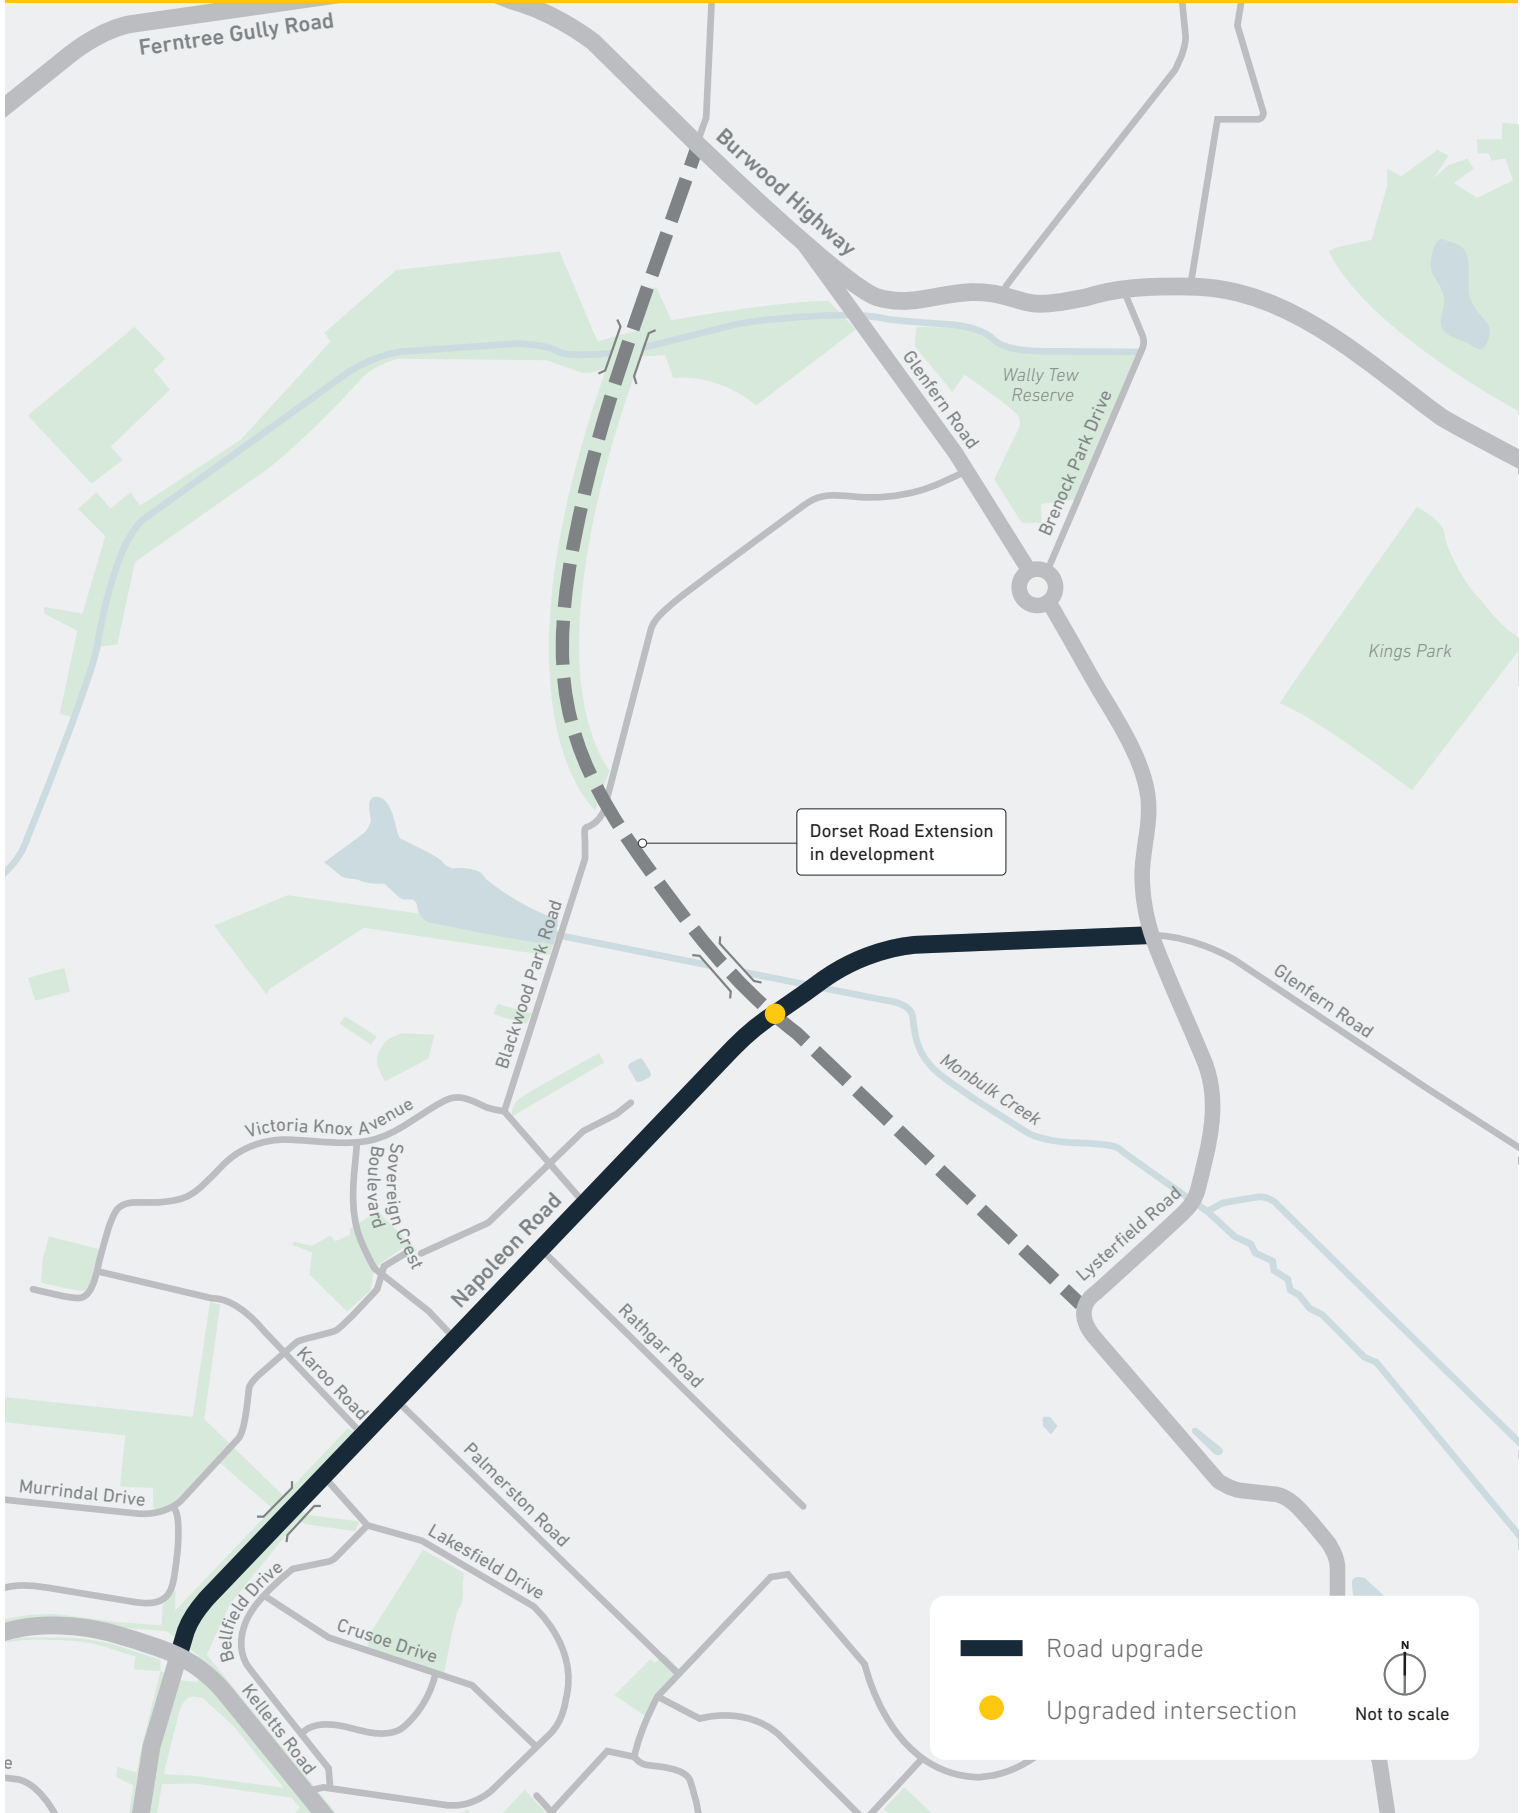 Ferntree Gully Road
Burwood Highway
Glenfern Road
Wally Tew
Reserve
Brenock Park Drive
Kings Park
Dorset Road Extension
in development
Blackwood Park Road
Glenfern Road
Monbulk Creek
Victoria Knox Avenue
Sovereign Crest
Boulevard
Napoleon Road
Lysterfield Road
Rathgar Road
Karoo Road
Palmerston Road
Murrindal Drive
Lakesfield Drive
Bellfield Drive
Crusoe Drive
Kelletts Road
e
Road upgrade
Upgraded intersection
N
Not to scale